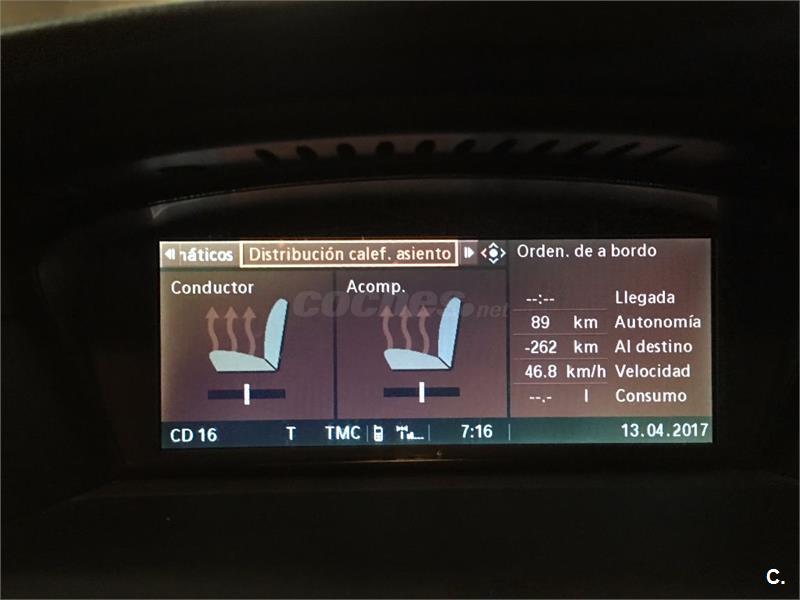 náticos Distribución calef. asiento
Orden. de a bordo
Conductor
Acomp.
coches.net
--:-- Llegada
89 km Autonomía
-262 km Al destino
46.8 km/h Velocidad
--.- l Consumo
CD 16 T TMC 7:16 13.04.2017
C.